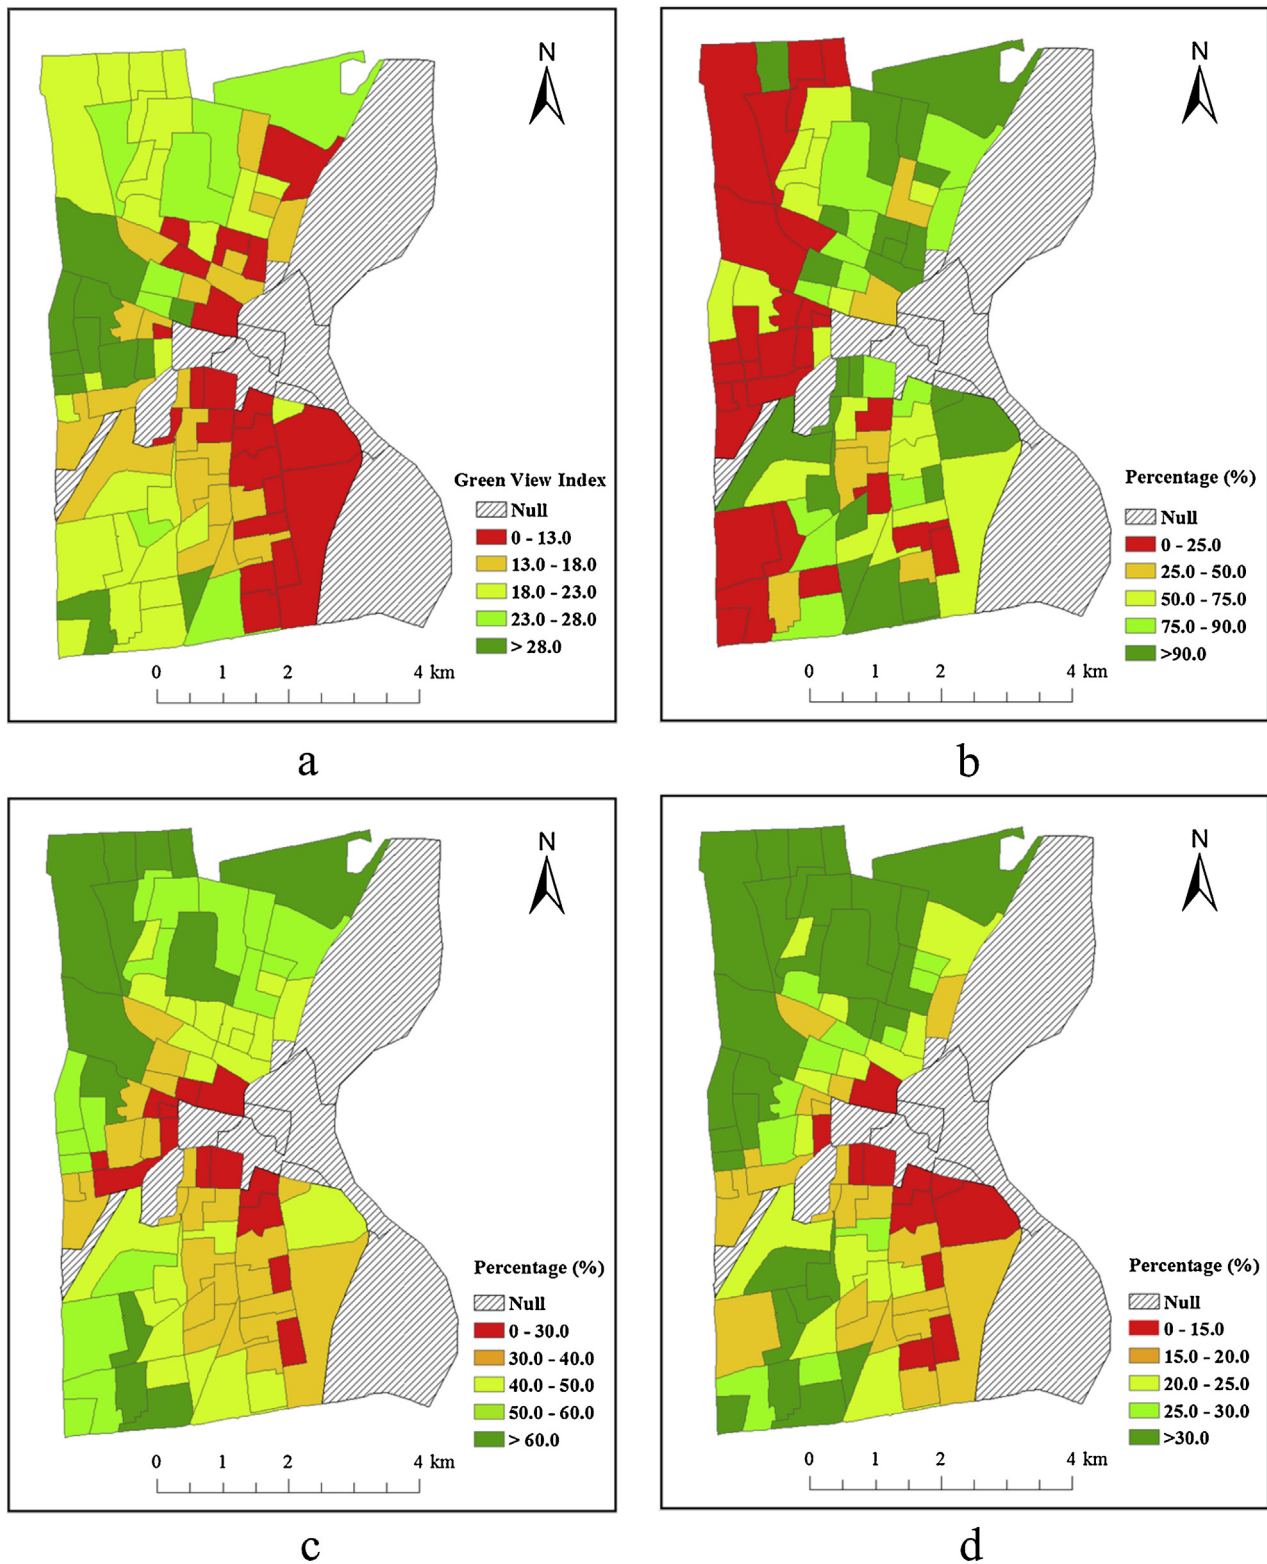 N
Green View Index
Null
0 - 13.0
13.0 - 18.0
18.0 - 23.0
23.0 - 28.0
> 28.0
0 1 2 4 km
a
N
Percentage (%)
Null
0 - 25.0
25.0 - 50.0
50.0 - 75.0
75.0 - 90.0
>90.0
0 1 2 4 km
b
N
Percentage (%)
Null
0 - 30.0
30.0 - 40.0
40.0 - 50.0
50.0 - 60.0
> 60.0
0 1 2 4 km
c
N
Percentage (%)
Null
0 - 15.0
15.0 - 20.0
20.0 - 25.0
25.0 - 30.0
>30.0
0 1 2 4 km
d